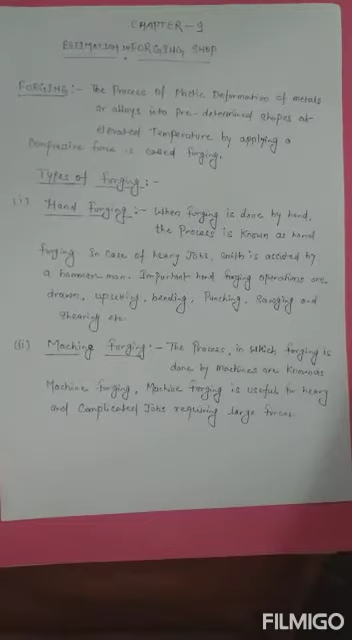 CHAPTER-9
ESTIMATION IN FORGING SHOP
FORGING:- The Process of Plastic Deformation of metals
or alloys into Pre-determined shapes at
elevated Temperature by applying a
Compressive force is called forging.
Types of forging:-
(i) Hand forging:- When forging is done by hand,
the Process is known as hand
forging In case of heavy Jobs, smith is assisted by
a hammer man. Important hand forging operations are
drawn, upsetting, bending, Punching, Swaging and
Shearing etc.
(ii) Machine forging:- The Process, in which forging is
done by machines are known as
Machine forging, Machine forging is useful for heavy
and Complicated Jobs requiring large forces
FILMIGO